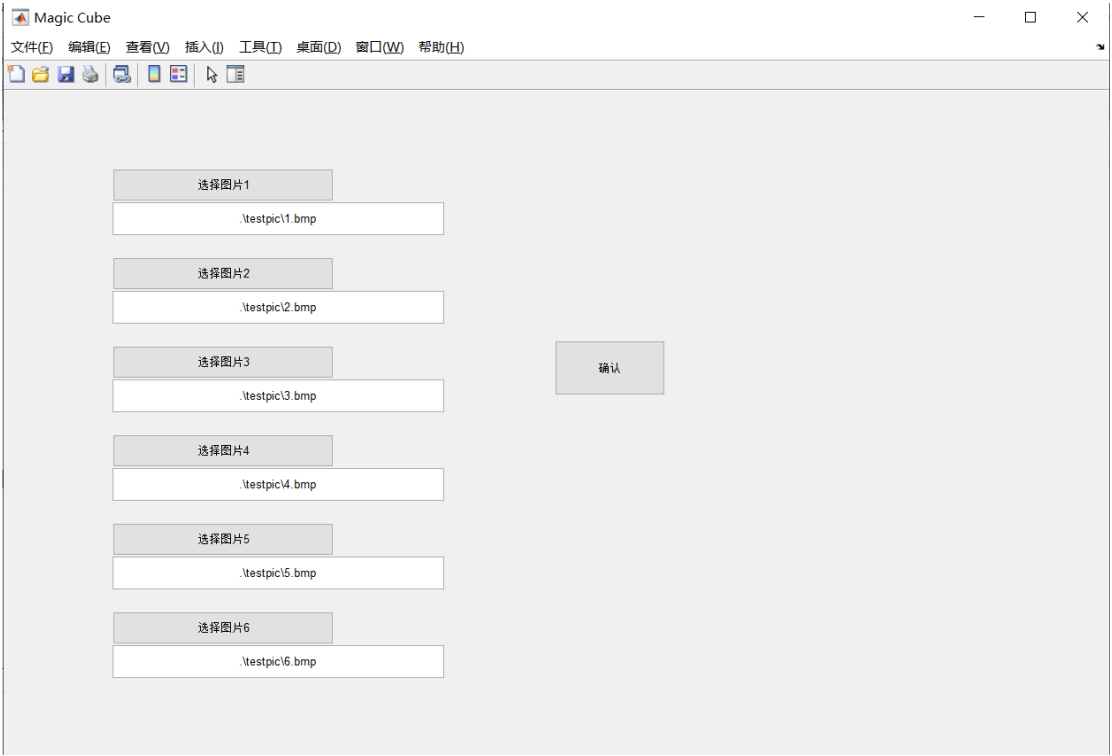 Magic Cube
文件(F) 编辑(E) 查看(V) 插入(I) 工具(T) 桌面(D) 窗口(W) 帮助(H)
选择图片1
.\testpic\1.bmp
选择图片2
.\testpic\2.bmp
选择图片3
.\testpic\3.bmp
确认
选择图片4
.\testpic\4.bmp
选择图片5
.\testpic\5.bmp
选择图片6
.\testpic\6.bmp